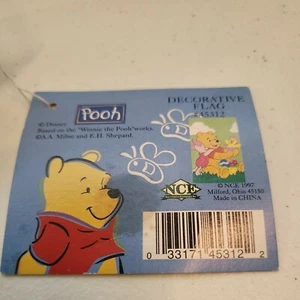 Pooh
© Disney
Based on the "Winnie the Pooh" works.
© A.A. Milne and E.H. Shepard.
DECORATIVE
FLAG
#45312
NCE
© NCE 1997
Milford, Ohio 45150
Made in CHINA
0 33171 45312 2